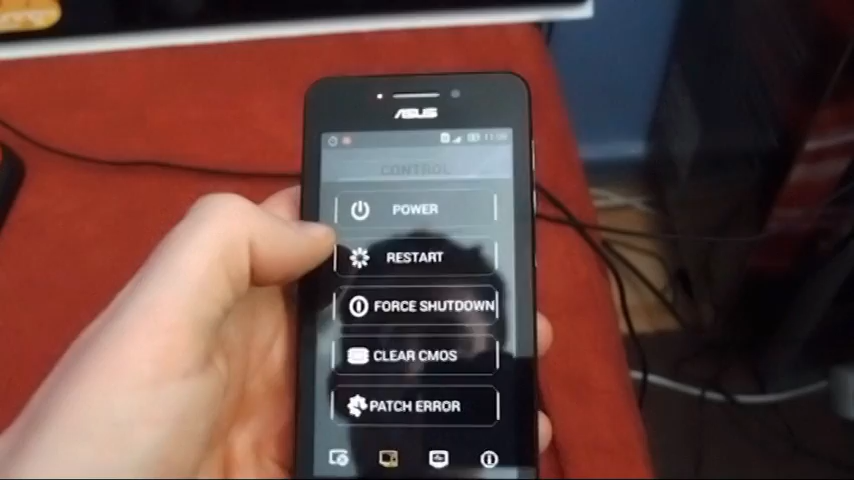 ASUS
CONTROL
POWER
RESTART
FORCE SHUTDOWN
CLEAR CMOS
PATCH ERROR